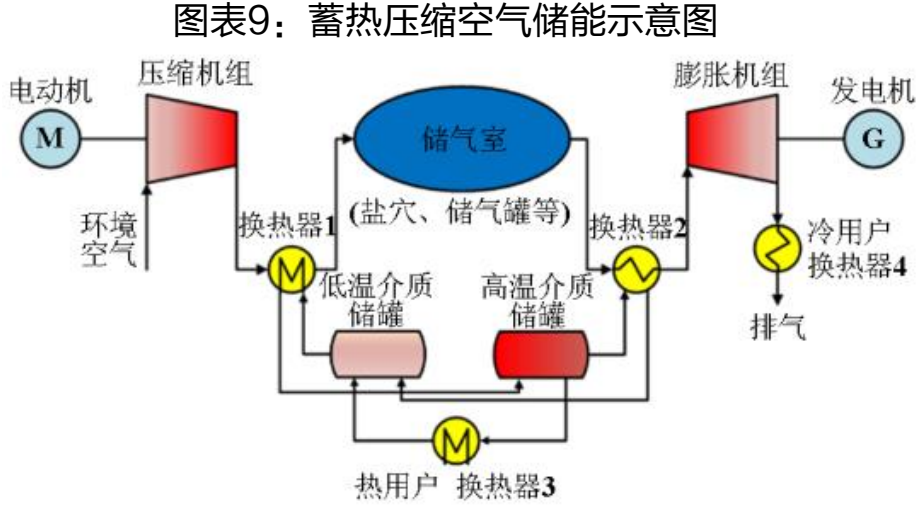 图表9：蓄热压缩空气储能示意图
电动机
压缩机组
膨胀机组
发电机
M
储气室
G
环境
空气
换热器1
(盐穴、储气罐等)
换热器2
冷用户
换热器4
低温介质
储罐
高温介质
储罐
排气
热用户 换热器3